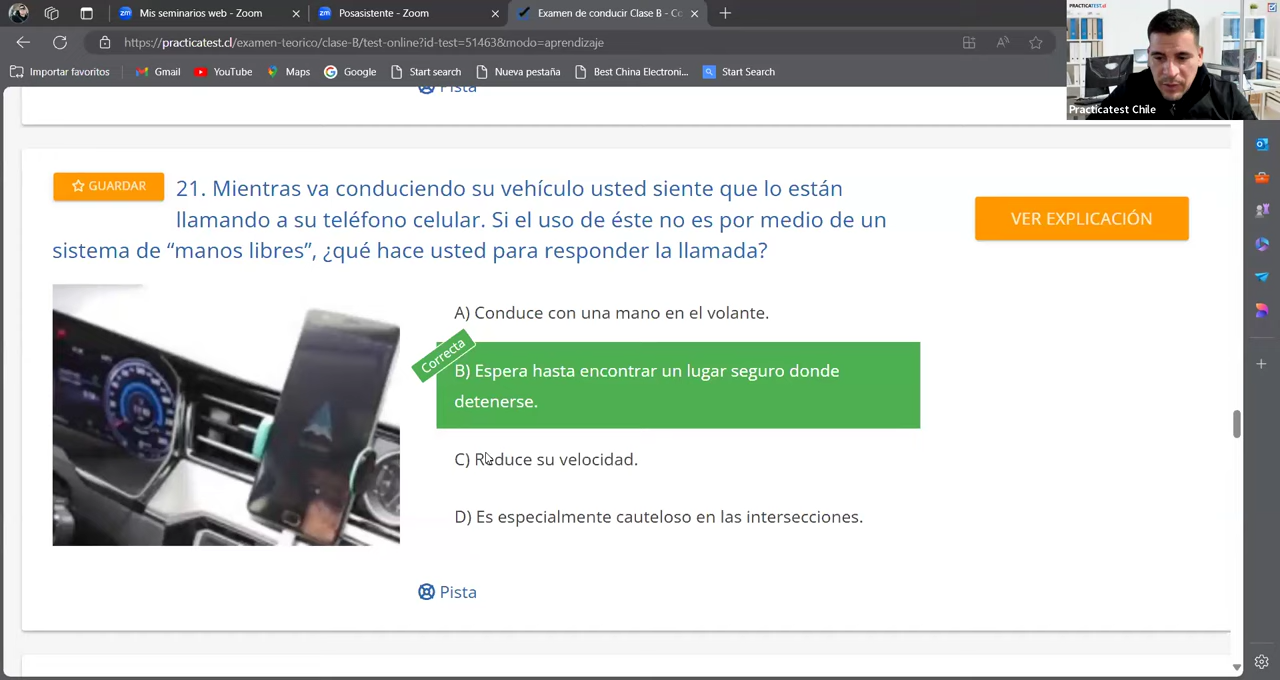 Mis seminarios web - Zoom
Posasistente - Zoom
Examen de conducir Clase B - Co
https://practicatest.cl/examen-teorico/clase-B/test-online?id-test=51463&modo=aprendizaje
Importar favoritos
Gmail
YouTube
Maps
Google
Start search
Nueva pestaña
Best China Electroni...
Start Search
PRACTICATEST.cl
Practicatest Chile
Pista
GUARDAR
21. Mientras va conduciendo su vehículo usted siente que lo están
llamando a su teléfono celular. Si el uso de éste no es por medio de un
sistema de “manos libres”, ¿qué hace usted para responder la llamada?
VER EXPLICACIÓN
A) Conduce con una mano en el volante.
Correcta
B) Espera hasta encontrar un lugar seguro donde
detenerse.
C) Reduce su velocidad.
D) Es especialmente cauteloso en las intersecciones.
Pista